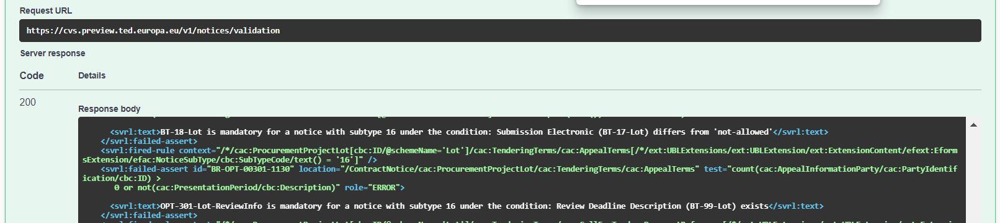 Request URL
https://cvs.preview.ted.europa.eu/v1/notices/validation
Server response
Code Details
200
Response body
<svrl:text>BT-18-Lot is mandatory for a notice with subtype 16 under the condition: Submission Electronic (BT-17-Lot) differs from 'not-allowed'</svrl:text>
</svrl:failed-assert>
<svrl:fired-rule context="/*/cac:ProcurementProjectLot[cbc:ID/@schemeName='Lot']/cac:TenderingTerms/cac:AppealTerms[/*/ext:UBLExtensions/ext:UBLExtension/ext:ExtensionContent/efext:Eform
sExtension/efac:NoticeSubType/cbc:SubTypeCode/text() = '16']" />
<svrl:failed-assert id="BR-OPT-00301-1130" location="/ContractNotice/cac:ProcurementProjectLot/cac:TenderingTerms/cac:AppealTerms" test="count(cac:AppealInformationParty/cac:PartyIdentif
ication/cbc:ID) >
0 or not(cac:PresentationPeriod/cbc:Description)" role="ERROR">
<svrl:text>OPT-301-Lot-ReviewInfo is mandatory for a notice with subtype 16 under the condition: Review Deadline Description (BT-99-Lot) exists</svrl:text>
</svrl:failed-assert>